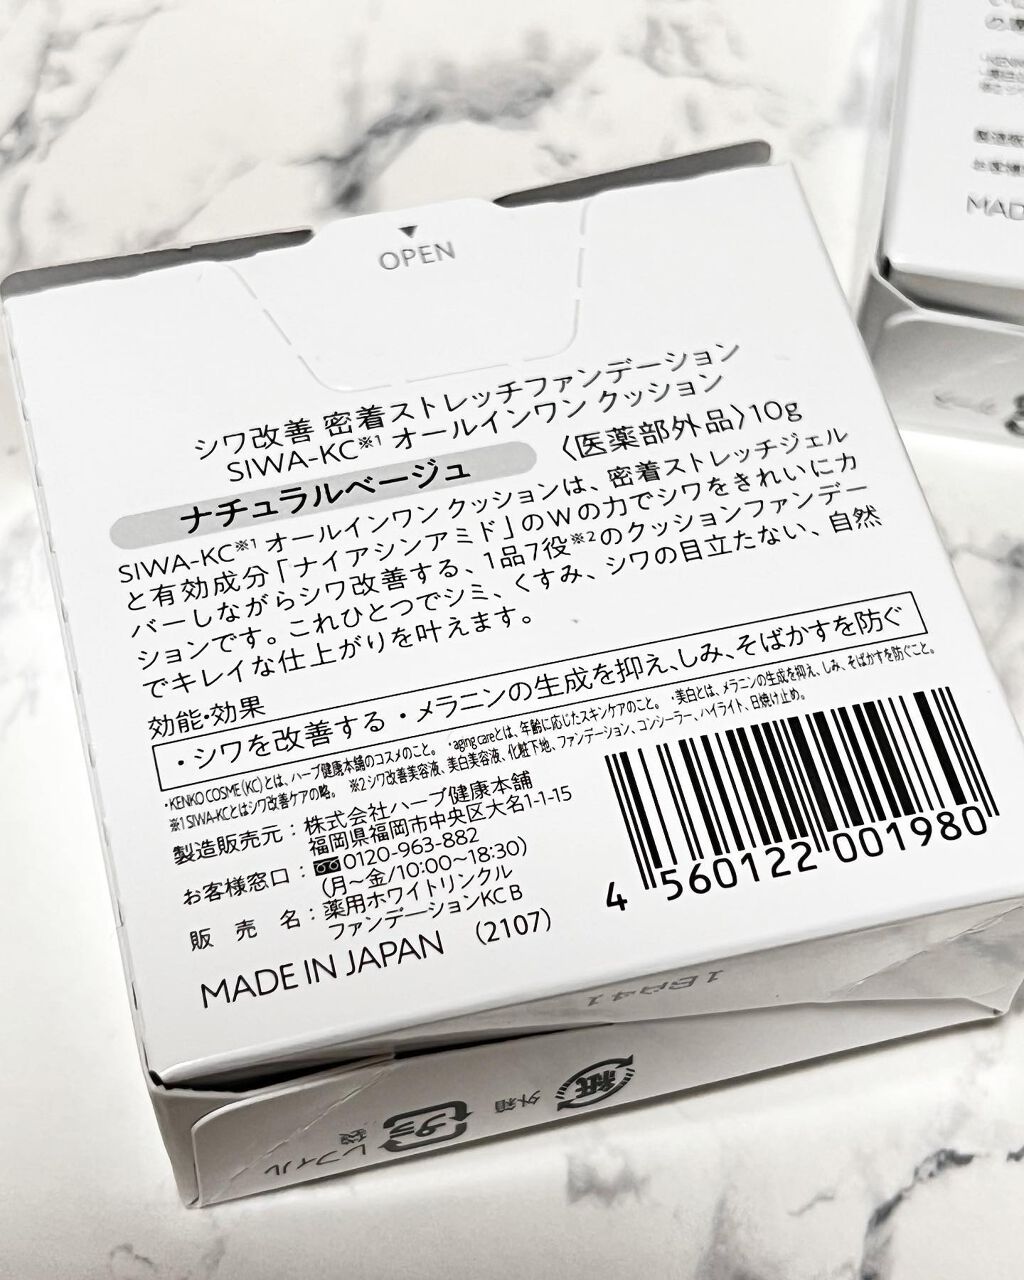 OPEN
シワ改善 密着ストレッチファンデーション
SIWA-KC※1 オールインワン クッション
ナチュラルベージュ 〈医薬部外品〉10g
SIWA-KC※1 オールインワン クッションは、密着ストレッチジェル
と有効成分「ナイアシンアミド」のWの力でシワをきれいにカ
バーしながらシワ改善する、1品7役※2のクッションファンデー
ションです。これひとつでシミ、くすみ、シワの目立たない、自然
でキレイな仕上がりを叶えます。
効能・効果
・シワを改善する・メラニンの生成を抑え、しみ、そばかすを防ぐ
・KENKO COSME(KC)とは、ハーブ健康本舗のコスメのこと。 ・aging careとは、年齢に応じたスキンケアのこと。 ・美白とは、メラニンの生成を抑え、しみ、そばかすを防ぐこと。
※1 SIWA-KCとはシワ改善ケアの略。 ※2 シワ改善美容液、美白美容液、化粧下地、ファンデーション、コンシーラー、ハイライト、日焼け止め。
製造販売元：株式会社ハーブ健康本舗
福岡県福岡市中央区大名1-1-15
お客様窓口：0120-963-882
(月～金/10:00～18:30)
販売名：薬用ホワイトリンクル
ファンデーションKC B
MADE IN JAPAN (2107)
4 560122 001980
1EA41
紙
外箱
プラ
袋
レフィル
MAD